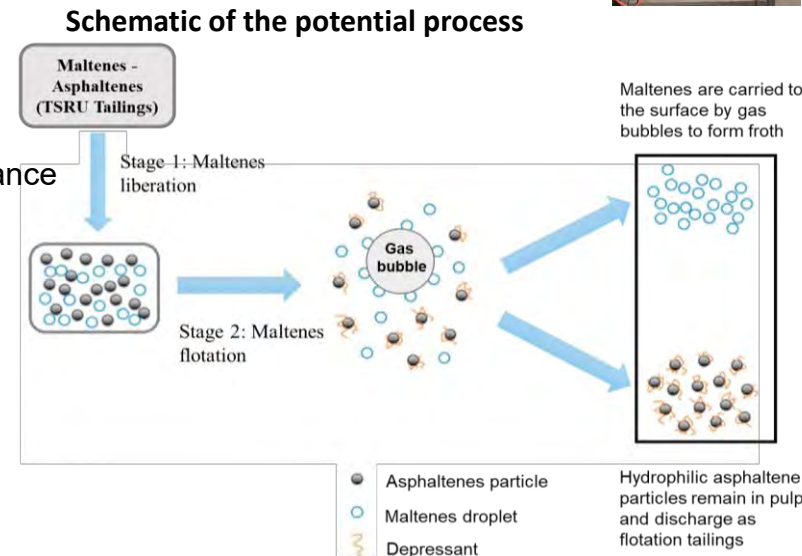 Schematic of the potential process
Maltenes -
Asphaltenes
(TSRU Tailings)
Maltenes are carried to
the surface by gas
bubbles to form froth
Stage 1: Maltenes
liberation
ance
Gas
bubble
Stage 2: Maltenes
flotation
Asphaltenes particle
Maltenes droplet
Depressant
Hydrophilic asphaltene
particles remain in pulp
and discharge as
flotation tailings